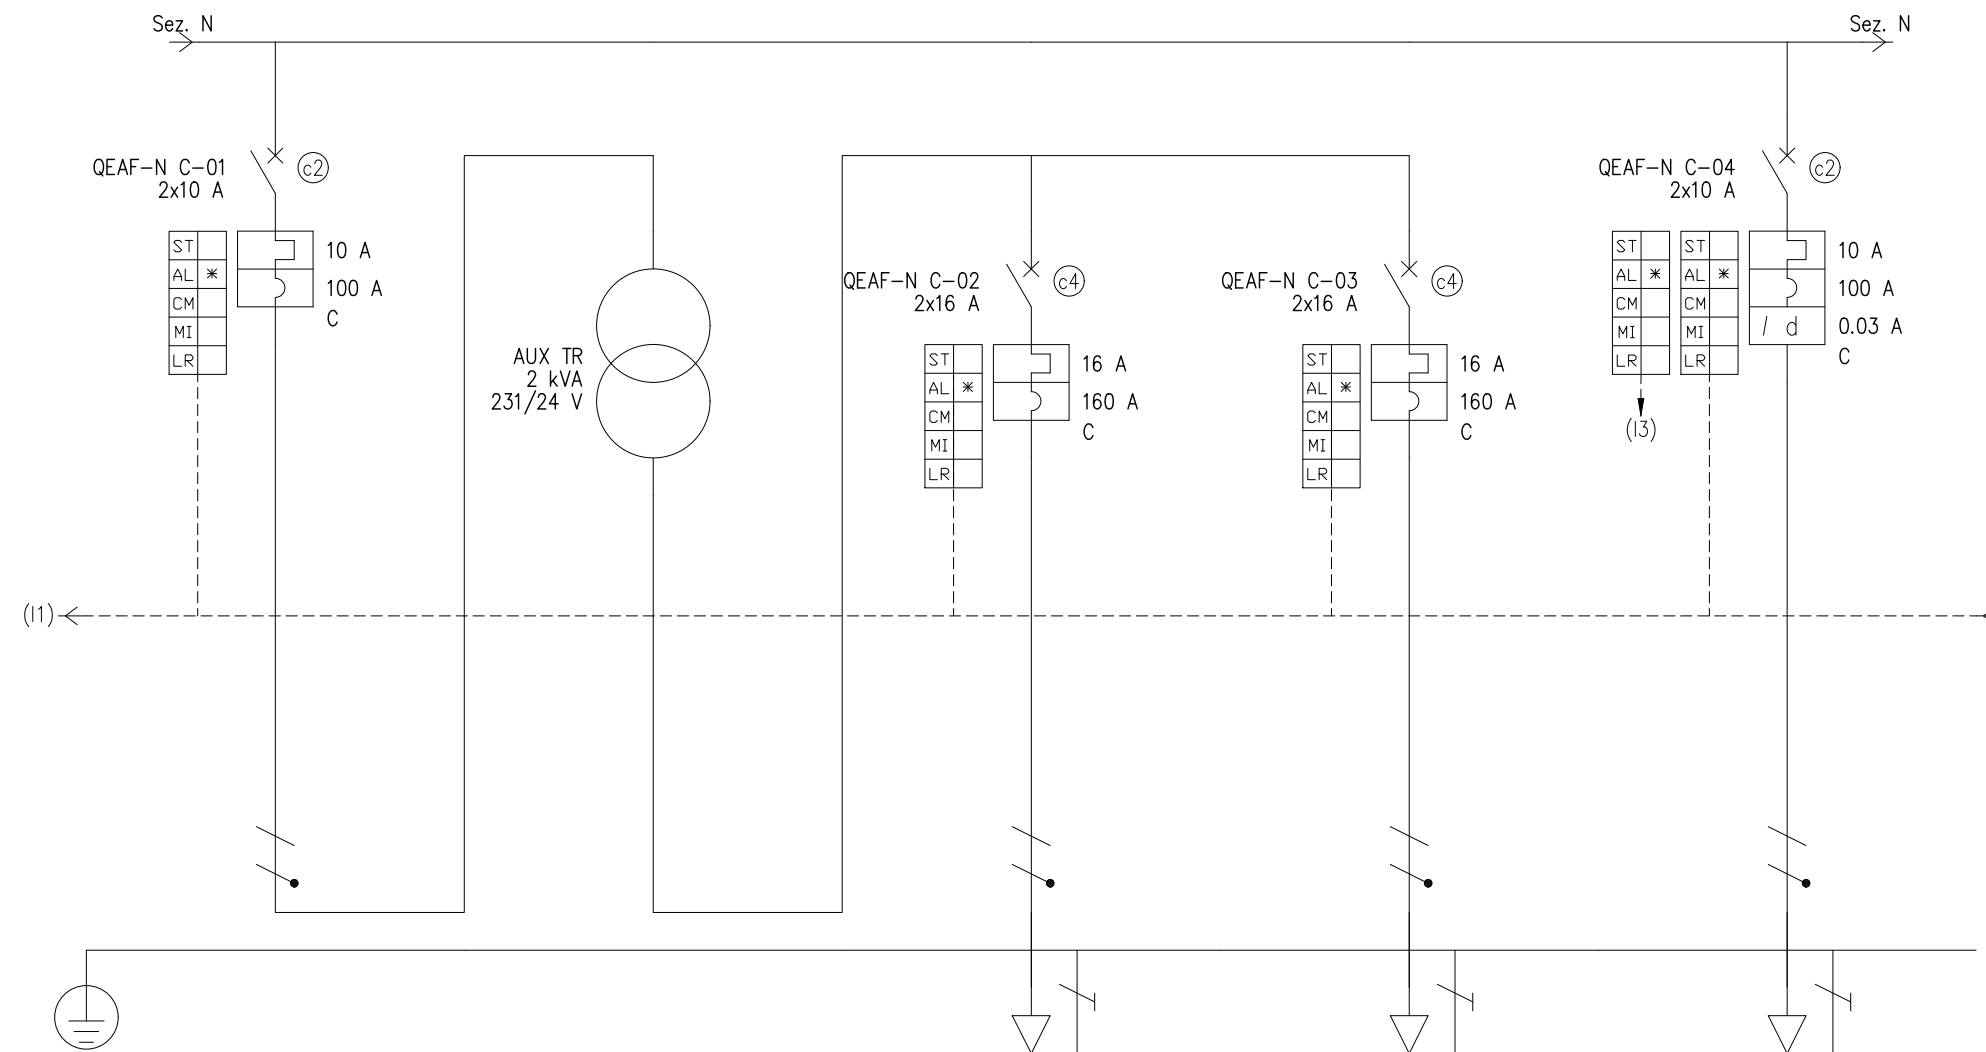 Sez. N
Sez. N
QEAF-N C-01
2x10 A
c2
ST
AL *
CM
MI
LR
10 A
100 A
C
AUX TR
2 kVA
231/24 V
QEAF-N C-02
2x16 A
c4
ST
AL *
CM
MI
LR
16 A
160 A
C
QEAF-N C-03
2x16 A
c4
ST
AL *
CM
MI
LR
16 A
160 A
C
QEAF-N C-04
2x10 A
c2
ST
AL *
CM
MI
LR
(I3)
ST
AL *
CM
MI
LR
I d
10 A
100 A
0.03 A
C
(I1)